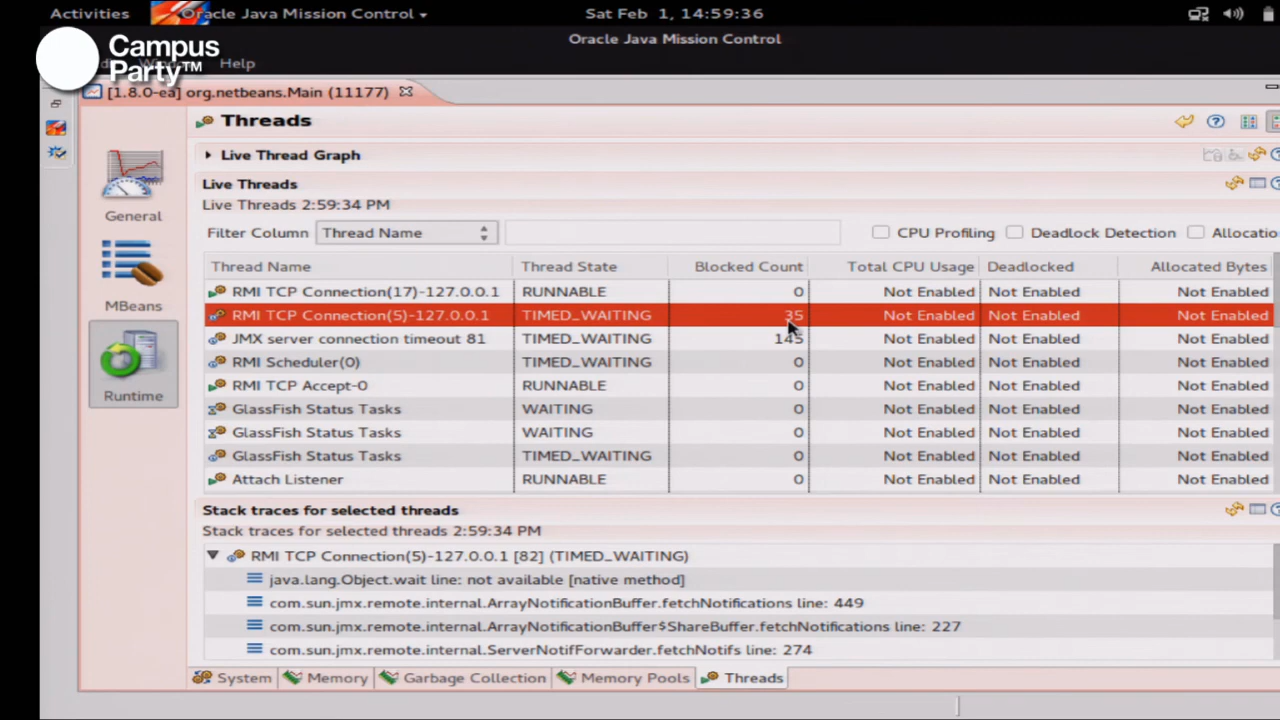 Activities Oracle Java Mission Control Sat Feb 1, 14:59:36
Oracle Java Mission Control
Campus
Party™
Help
[1.8.0-ea] org.netbeans.Main (11177)
Threads
Live Thread Graph
General
Live Threads
Live Threads 2:59:34 PM
Filter Column Thread Name CPU Profiling Deadlock Detection Allocatio
Thread Name Thread State Blocked Count Total CPU Usage Deadlocked Allocated Bytes
RMI TCP Connection(17)-127.0.0.1 RUNNABLE 0 Not Enabled Not Enabled Not Enabled
MBeans
RMI TCP Connection(5)-127.0.0.1 TIMED_WAITING 35 Not Enabled Not Enabled Not Enabled
JMX server connection timeout 81 TIMED_WAITING 145 Not Enabled Not Enabled Not Enabled
RMI Scheduler(0) TIMED_WAITING 0 Not Enabled Not Enabled Not Enabled
RMI TCP Accept-0 RUNNABLE 0 Not Enabled Not Enabled Not Enabled
Runtime
GlassFish Status Tasks WAITING 0 Not Enabled Not Enabled Not Enabled
GlassFish Status Tasks WAITING 0 Not Enabled Not Enabled Not Enabled
GlassFish Status Tasks TIMED_WAITING 0 Not Enabled Not Enabled Not Enabled
Attach Listener RUNNABLE 0 Not Enabled Not Enabled Not Enabled
Stack traces for selected threads
Stack traces for selected threads 2:59:34 PM
RMI TCP Connection(5)-127.0.0.1 [82] (TIMED_WAITING)
java.lang.Object.wait line: not available [native method]
com.sun.jmx.remote.internal.ArrayNotificationBuffer.fetchNotifications line: 449
com.sun.jmx.remote.internal.ArrayNotificationBuffer$ShareBuffer.fetchNotifications line: 227
com.sun.jmx.remote.internal.ServerNotifForwarder.fetchNotifs line: 274
System Memory Garbage Collection Memory Pools Threads